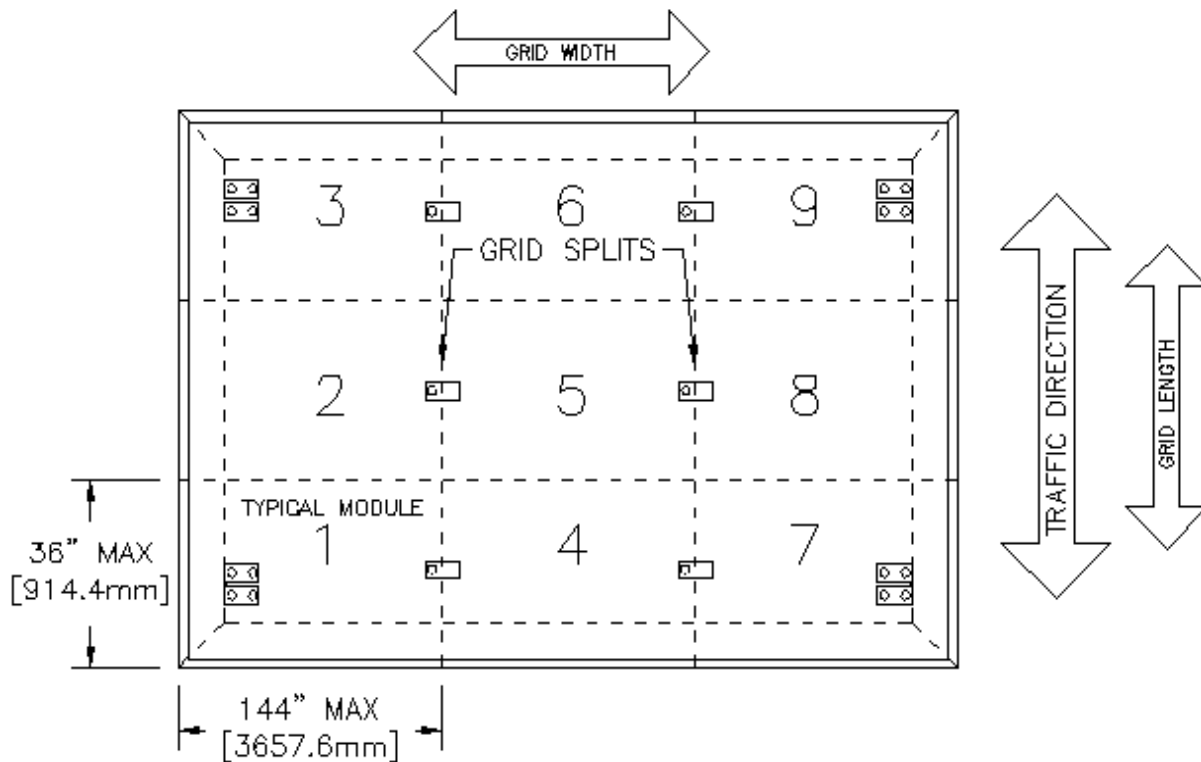 GRID WIDTH
3
6
9
GRID SPLITS
2
5
8
TRAFFIC DIRECTION
GRID LENGTH
TYPICAL MODULE
1
4
7
36" MAX
[914.4mm]
144" MAX
[3657.6mm]